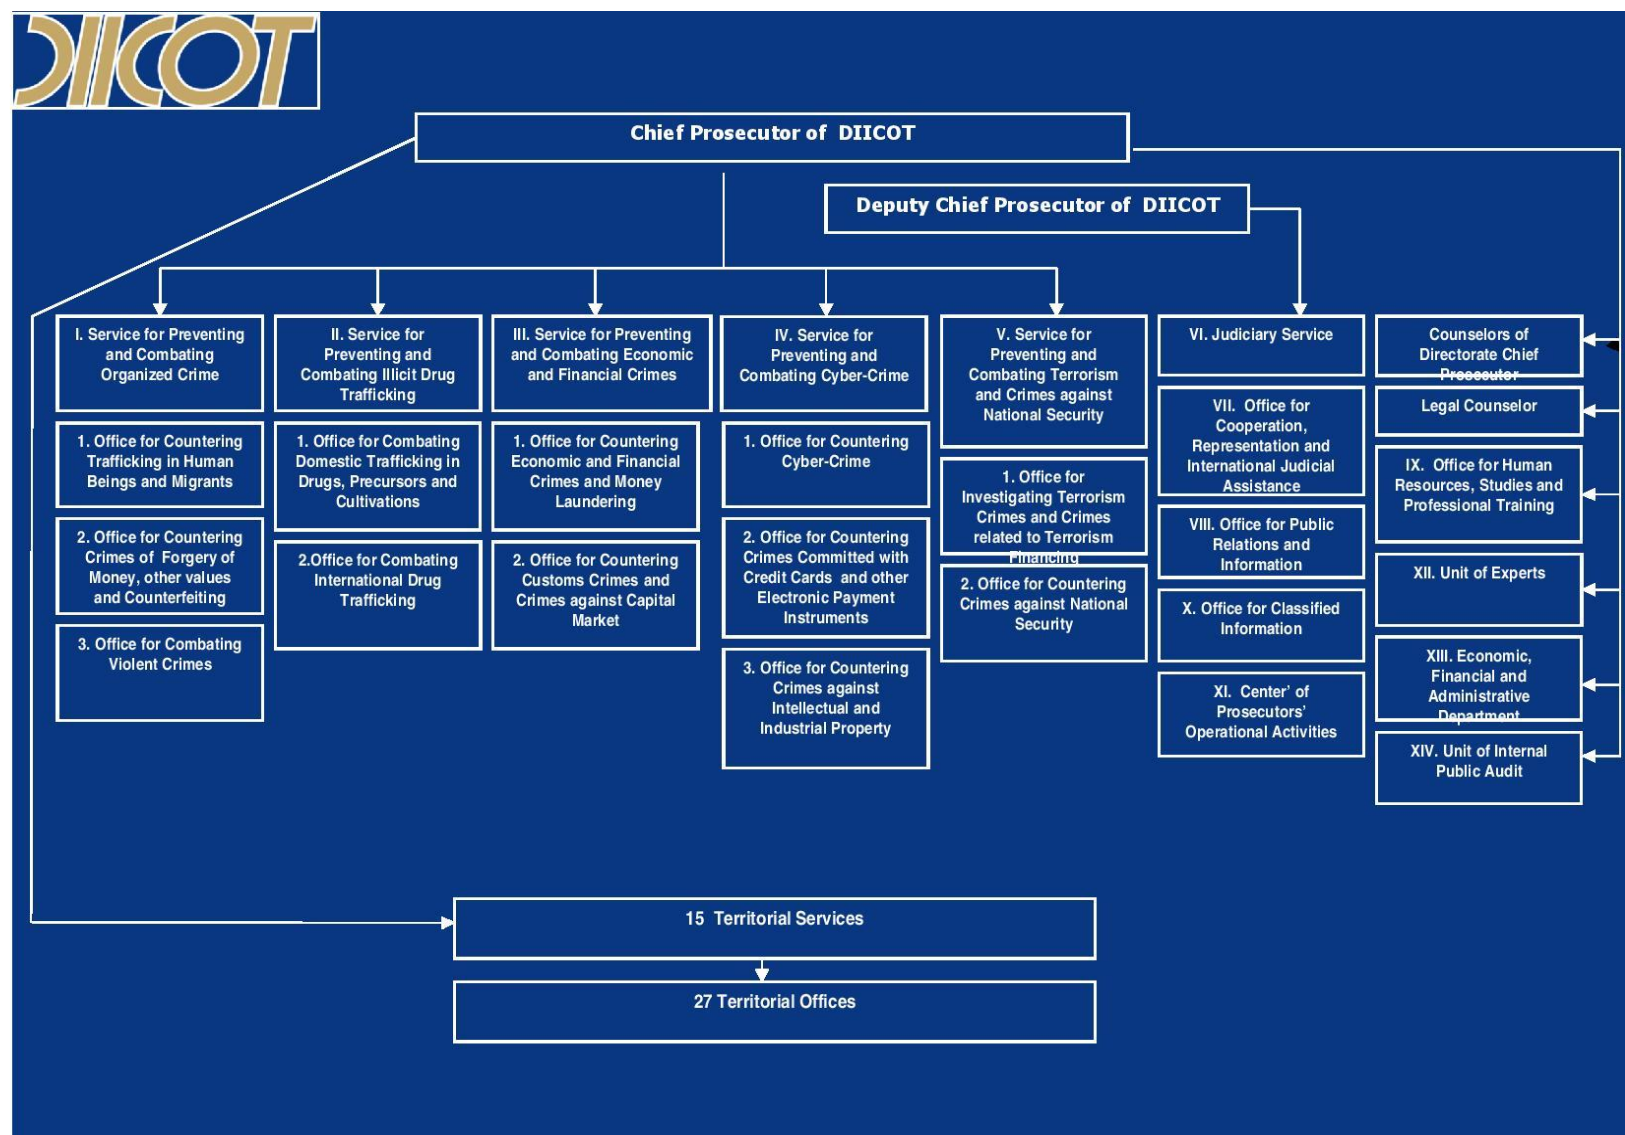 DIICOT
Chief Prosecutor of DIICOT
Deputy Chief Prosecutor of DIICOT
I. Service for Preventing
and Combating
Organized Crime
1. Office for Countering
Trafficking in Human
Beings and Migrants
2. Office for Countering
Crimes of Forgery of
Money, other values
and Counterfeiting
3. Office for Combating
Violent Crimes
II. Service for
Preventing and
Combating Illicit Drug
Trafficking
1. Office for Combating
Domestic Trafficking in
Drugs, Precursors and
Cultivations
2.Office for Combating
International Drug
Trafficking
III. Service for Preventing
and Combating Economic
and Financial Crimes
1. Office for Countering
Economic and Financial
Crimes and Money
Laundering
2. Office for Countering
Customs Crimes and
Crimes against Capital
Market
IV. Service for
Preventing and
Combating Cyber-Crime
1. Office for Countering
Cyber-Crime
2. Office for Countering
Crimes Committed with
Credit Cards and other
Electronic Payment
Instruments
3. Office for Countering
Crimes against
Intellectual and
Industrial Property
V. Service for
Preventing and
Combating Terrorism
and Crimes against
National Security
1. Office for
Investigating Terrorism
Crimes and Crimes
related to Terrorism
Financing
2. Office for Countering
Crimes against National
Security
VI. Judiciary Service
VII. Office for
Cooperation,
Representation and
International Judicial
Assistance
VIII. Office for Public
Relations and
Information
X. Office for Classified
Information
XI. Center’ of
Prosecutors’
Operational Activities
Counselors of
Directorate Chief
Prosecutor
Legal Counselor
IX. Office for Human
Resources, Studies and
Professional Training
XII. Unit of Experts
XIII. Economic,
Financial and
Administrative
Department
XIV. Unit of Internal
Public Audit
15 Territorial Services
27 Territorial Offices